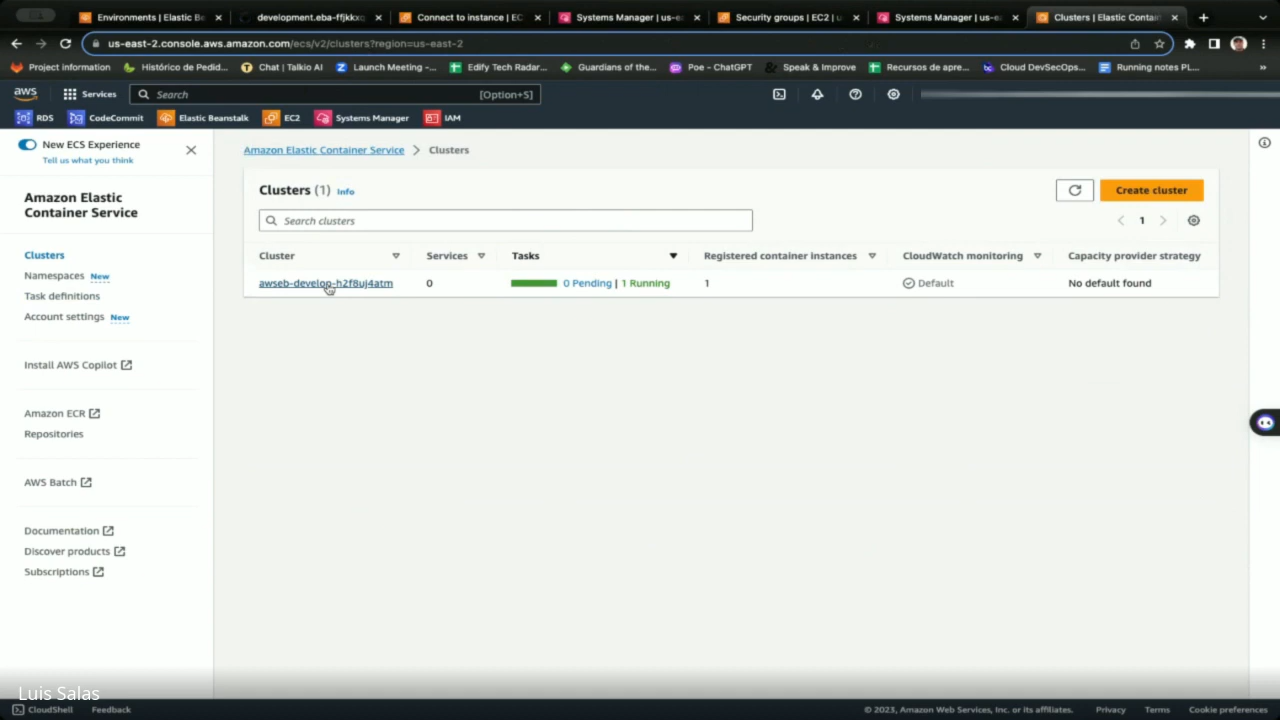 Environments | Elastic Be
development.eba-ffjkkx
Connect to instance | EC
Systems Manager | us-e
Security groups | EC2 | u
Systems Manager | us-e
Clusters | Elastic Contain
us-east-2.console.aws.amazon.com/ecs/v2/clusters?region=us-east-2
Project information
Histórico de Pedid...
Chat | Talkio AI
Launch Meeting -...
Edify Tech Radar...
Guardians of the...
Poe - ChatGPT
Speak & Improve
Recursos de apre...
Cloud DevSecOps...
Running notes PL...
aws
Services
Search
[Option+S]
RDS
CodeCommit
Elastic Beanstalk
EC2
Systems Manager
IAM
New ECS Experience
Tell us what you think
Amazon Elastic
Container Service
Clusters
Namespaces New
Task definitions
Account settings New
Install AWS Copilot
Amazon ECR
Repositories
AWS Batch
Documentation
Discover products
Subscriptions
Amazon Elastic Container Service > Clusters
Clusters (1) Info
Create cluster
Search clusters
1
Cluster Services Tasks Registered container instances CloudWatch monitoring Capacity provider strategy
awseb-develop-h2f8uj4atm 0 0 Pending | 1 Running 1 Default No default found
Luis Salas
CloudShell
Feedback
© 2023, Amazon Web Services, Inc. or its affiliates.
Privacy
Terms
Cookie preferences